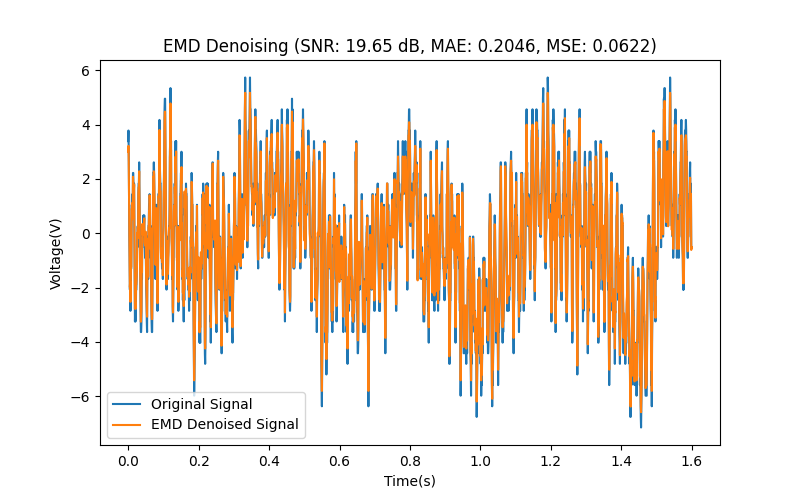 EMD Denoising (SNR: 19.65 dB, MAE: 0.2046, MSE: 0.0622)
6
4
2
0
−2
−4
−6
Voltage(V)
Original Signal
EMD Denoised Signal
0.0 0.2 0.4 0.6 0.8 1.0 1.2 1.4 1.6
Time(s)